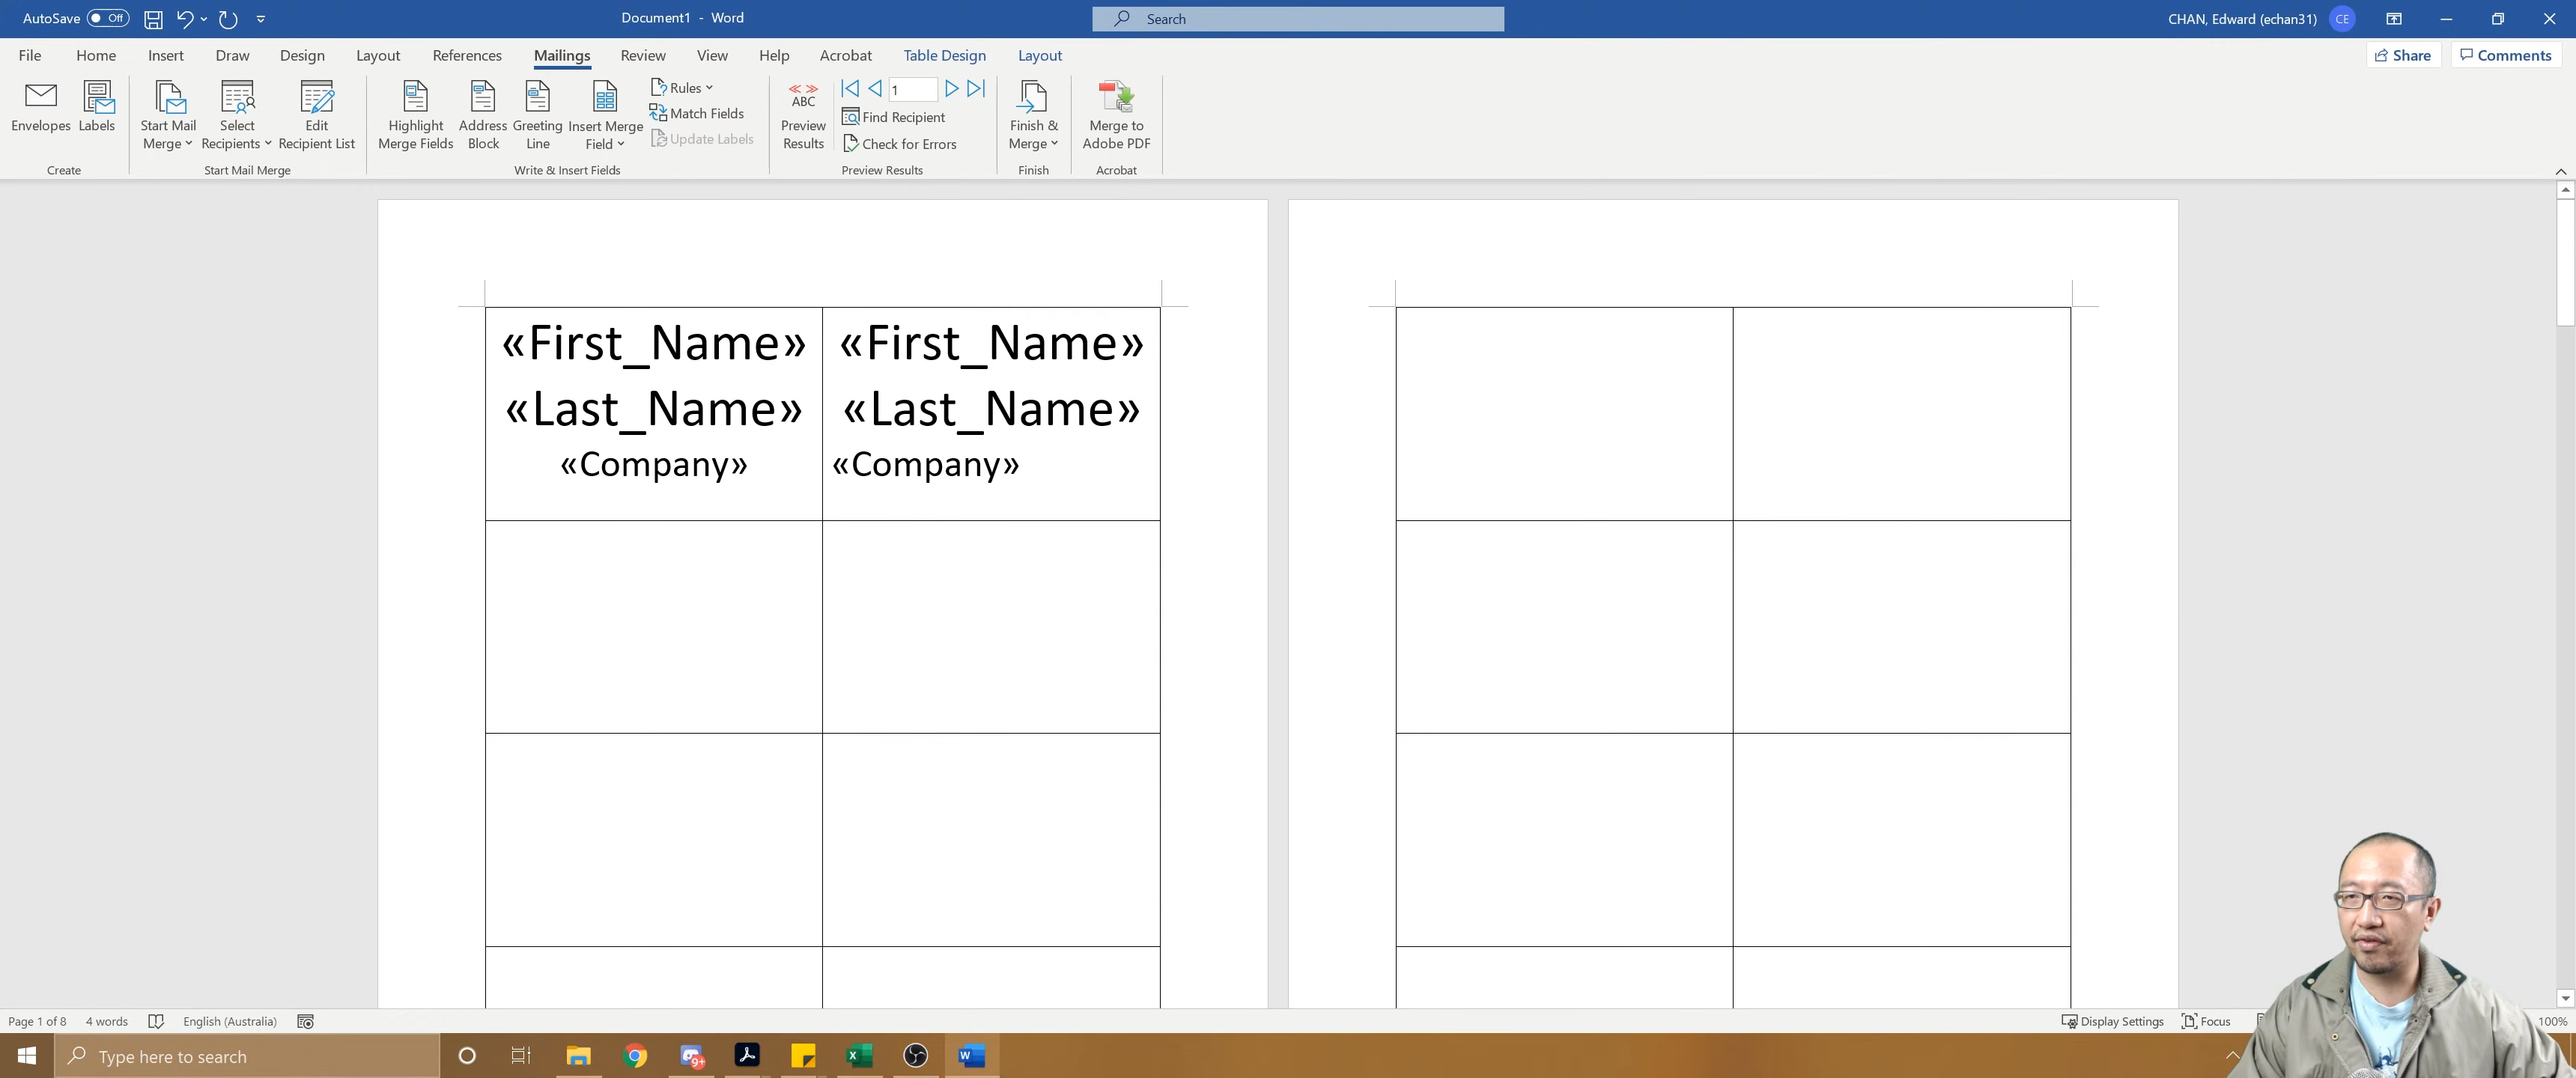 AutoSave Off
Document1 - Word
Search
CHAN, Edward (echan31) CE
File Home Insert Draw Design Layout References Mailings Review View Help Acrobat Table Design Layout
Share Comments
Envelopes
Labels
Create
Start Mail
Merge
Select
Recipients
Edit
Recipient List
Start Mail Merge
Highlight
Merge Fields
Address
Block
Greeting
Line
Insert Merge
Field
Rules
Match Fields
Update Labels
Write & Insert Fields
ABC
Preview
Results
1
Find Recipient
Check for Errors
Preview Results
Finish &
Merge
Finish
Merge to
Adobe PDF
Acrobat
«First_Name»
«Last_Name»
«Company»
«First_Name»
«Last_Name»
«Company»
Page 1 of 8 4 words English (Australia)
Display Settings Focus 100%
Type here to search
9+
X
W